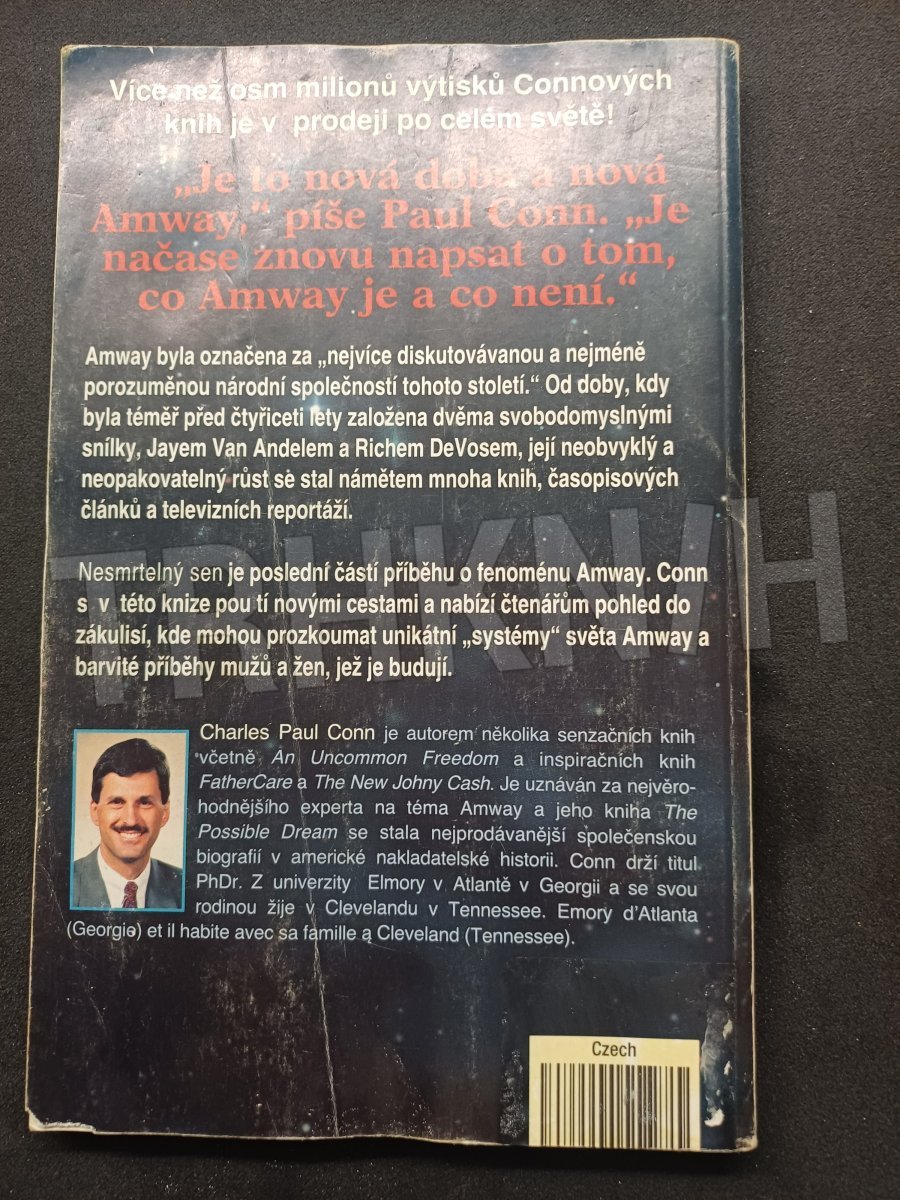 Více než osm milionů výtisků Connových
knih je v prodeji po celém světě!
„Je to nová doba a nová
Amway,“ píše Paul Conn. „Je
načase znovu napsat o tom,
co Amway je a co není.“
Amway byla označena za „nejvíce diskutovávanou a nejméně
porozuměnou národní společností tohoto století.“ Od doby, kdy
byla téměř před čtyřiceti lety založena dvěma svobodomyslnými
snílky, Jayem Van Andelem a Richem DeVosem, její neobvyklý a
neopakovatelný růst se stal námětem mnoha knih, časopisových
článků a televizních reportáží.
TRHKNIH
Nesmrtelný sen je poslední částí příběhu o fenoménu Amway. Conn
s v této knize pou tí novými cestami a nabízí čtenářům pohled do
zákulisí, kde mohou prozkoumat unikátní „systémy“ světa Amway a
barvité příběhy mužů a žen, jež je budují.
Charles Paul Conn je autorem několika senzačních knih
včetně An Uncommon Freedom a inspiračních knih
FatherCare a The New Johny Cash. Je uznáván za nejvěro-
hodnějšího experta na téma Amway a jeho kniha The
Possible Dream se stala nejprodávanější společenskou
biografií v americké nakladatelské historii. Conn drží titul
PhDr. Z univerzity Elmory v Atlantě v Georgii a se svou
rodinou žije v Clevelandu v Tennessee. Emory d'Atlanta
(Georgie) et il habite avec sa famille a Cleveland (Tennessee).
Czech